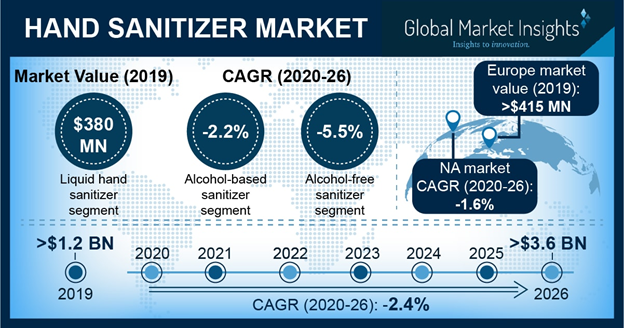 HAND SANITIZER MARKET
Global Market Insights
Insights to innovation.
Market Value (2019)
CAGR (2020-26)
$380
MN
Liquid hand
sanitizer
segment
-2.2%
Alcohol-based
sanitizer
segment
-5.5%
Alcohol-free
sanitizer
segment
Europe market
value (2019):
>$415 MN
NA market
CAGR (2020-26):
-1.6%
>$1.2 BN
2019
2020
2021
2022
2023
2024
2025
>$3.6 BN
2026
CAGR (2020-26): -2.4%